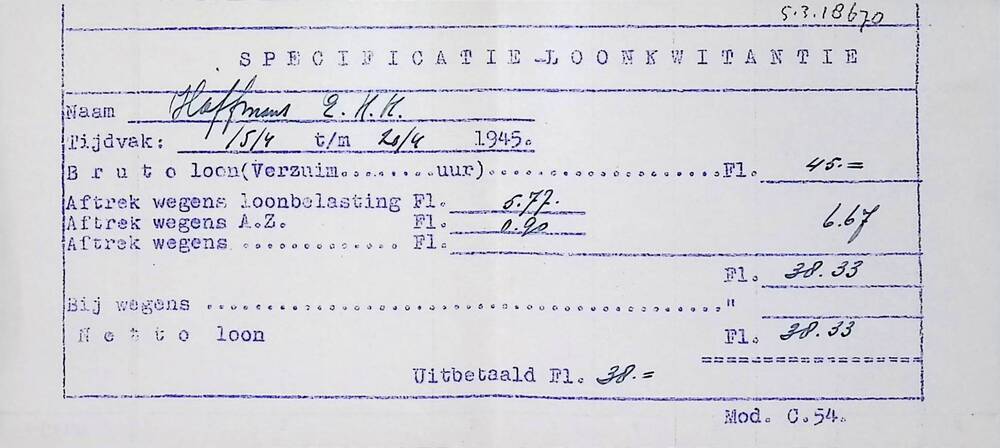 5.3.18670
SPECIFICATIE-LOONKWITANTIE
Naam Hoffmans E.H.H.
Tijdvak: 15/4 t/m 20/4 1945.
Bruto loon(Verzuim.........uur)....................Fl. 45.=
Aftrek wegens loonbelasting Fl. 5.77.
Aftrek wegens A.Z. Fl. 0.90 6.67
Aftrek wegens .............. Fl.
Fl. 38.33
Bij wegens ............................................"
Netto loon Fl. 38.33
Uitbetaald Fl. 38.=
Mod. C.54.